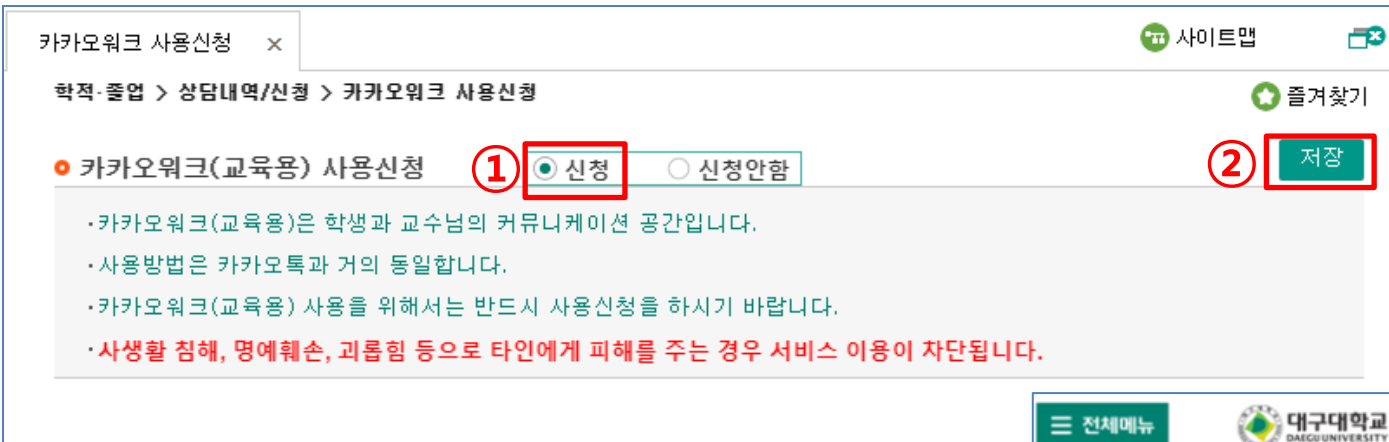 카카오워크 사용신청 ×
사이트맵
학적·졸업 > 상담내역/신청 > 카카오워크 사용신청
즐겨찾기
카카오워크(교육용) 사용신청
① 신청 신청안함
② 저장
·카카오워크(교육용)은 학생과 교수님의 커뮤니케이션 공간입니다.
·사용방법은 카카오톡과 거의 동일합니다.
·카카오워크(교육용) 사용을 위해서는 반드시 사용신청을 하시기 바랍니다.
·사생활 침해, 명예훼손, 괴롭힘 등으로 타인에게 피해를 주는 경우 서비스 이용이 차단됩니다.
전체메뉴
대구대학교
DAEGU UNIVERSITY